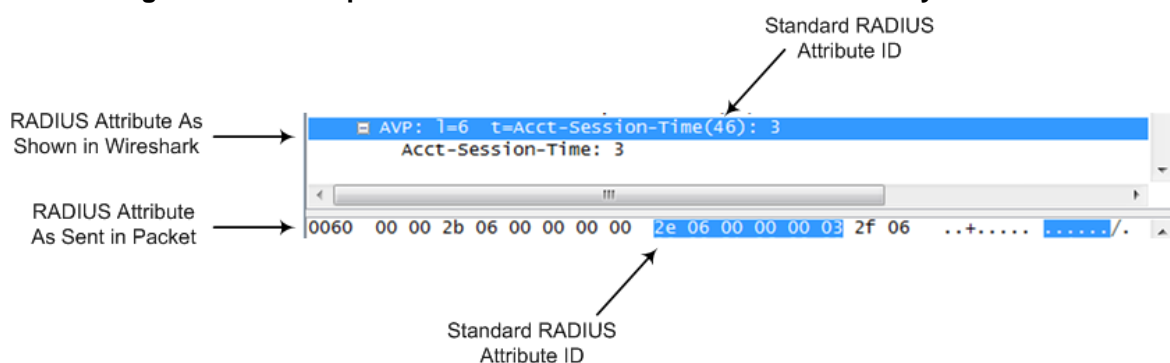 Standard RADIUS
Attribute ID
RADIUS Attribute As
Shown in Wireshark
AVP: l=6 t=Acct-Session-Time(46): 3
Acct-Session-Time: 3
RADIUS Attribute
As Sent in Packet
0060 00 00 2b 06 00 00 00 00 2e 06 00 00 00 03 2f 06 ..+..... ....../.
Standard RADIUS
Attribute ID